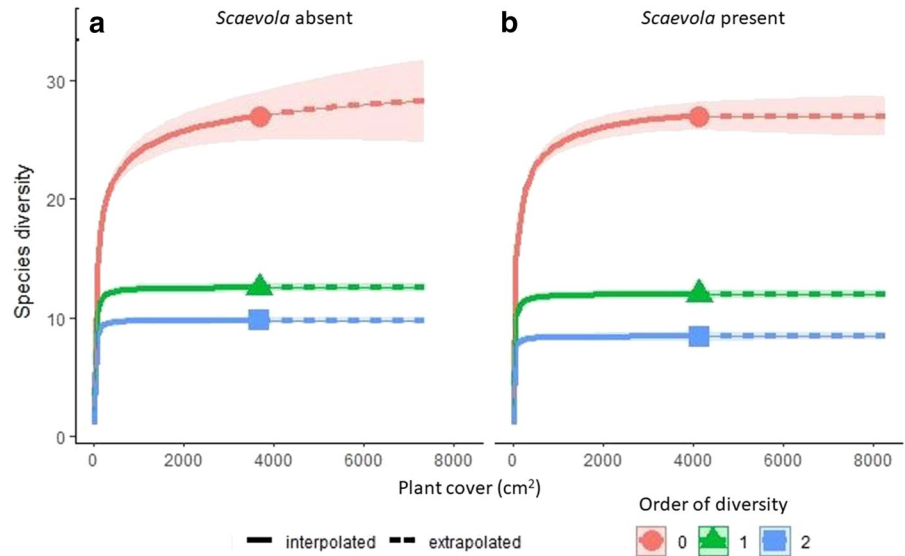 a Scaevola absent
b Scaevola present
Species diversity
30
20
10
0
0 2000 4000 6000 8000
0 2000 4000 6000 8000
Plant cover (cm²)
Order of diversity
interpolated extrapolated
0 1 2